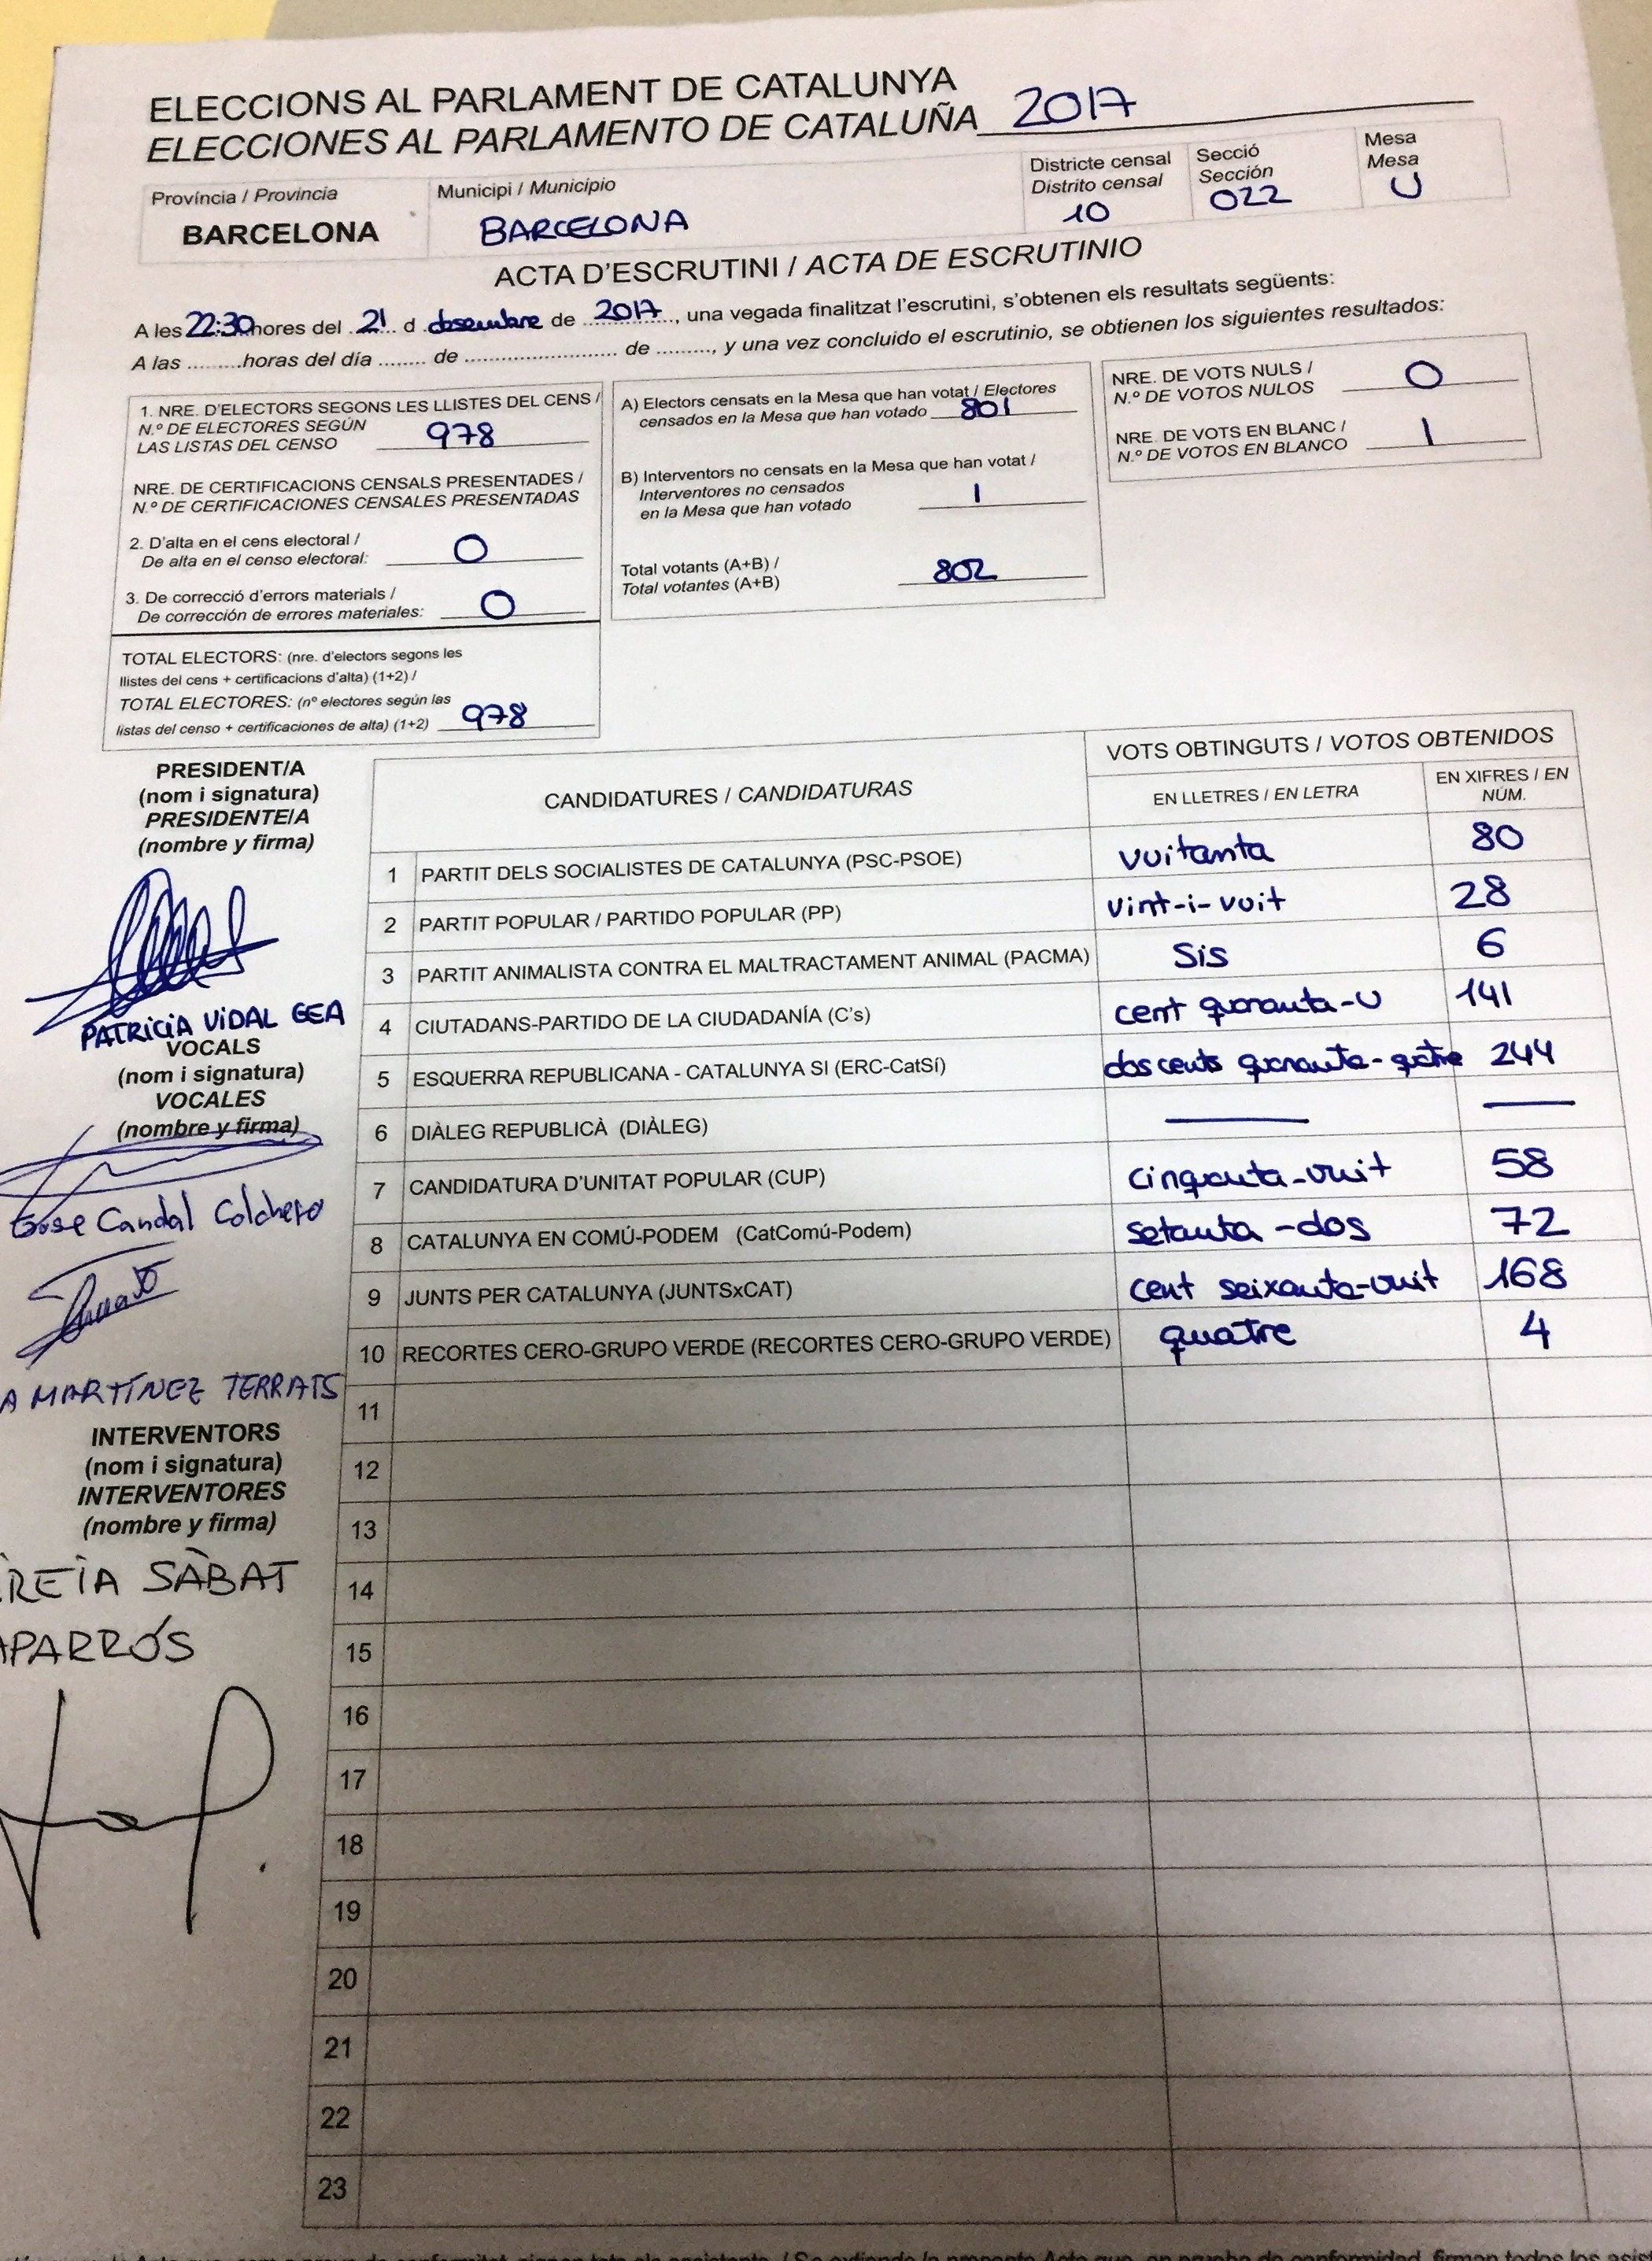 ELECCIONS AL PARLAMENT DE CATALUNYA
ELECCIONES AL PARLAMENTO DE CATALUÑA 2017
Provincia / Provincia
BARCELONA
Municipi / Municipio
BARCELONA
Districte censal
Distrito censal
10
Secció
Sección
022
Mesa
Mesa
U
ACTA D'ESCRUTINI / ACTA DE ESCRUTINIO
A les 22:30 hores del 21 d desembre de 2017, una vegada finalitzat l'escrutini, s'obtenen els resultats següents:
A las ......... horas del día ....... de ........................ de ........, y una vez concluido el escrutinio, se obtienen los siguientes resultados:
1. NRE. D'ELECTORS SEGONS LES LLISTES DEL CENS /
N.º DE ELECTORES SEGÚN
LAS LISTAS DEL CENSO 978
NRE. DE CERTIFICACIONS CENSALS PRESENTADES /
N.º DE CERTIFICACIONES CENSALES PRESENTADAS
2. D'alta en el cens electoral /
De alta en el censo electoral: 0
3. De correcció d'errors materials /
De corrección de errores materiales: 0
TOTAL ELECTORS: (nre. d'electors segons les
llistes del cens + certificacions d'alta) (1+2) /
TOTAL ELECTORES: (nº electores según las
listas del censo + certificaciones de alta) (1+2) 978
A) Electors censats en la Mesa que han votat / Electores
censados en la Mesa que han votado 801
B) Interventors no censats en la Mesa que han votat /
Interventores no censados
en la Mesa que han votado 1
Total votants (A+B) /
Total votantes (A+B) 802
NRE. DE VOTS NULS /
N.º DE VOTOS NULOS 0
NRE. DE VOTS EN BLANC /
N.º DE VOTOS EN BLANCO 1
PRESIDENT/A
(nom i signatura)
PRESIDENTE/A
(nombre y firma)
PATRICIA VIDAL GEA
VOCALS
(nom i signatura)
VOCALES
(nombre y firma)
Jose Candal Colchero
A MARTÍNEZ TERRATS
INTERVENTORS
(nom i signatura)
INTERVENTORES
(nombre y firma)
REIA SÀBAT
APARRÓS
CANDIDATURES / CANDIDATURAS
VOTS OBTINGUTS / VOTOS OBTENIDOS
EN LLETRES / EN LETRA
EN XIFRES / EN NÚM.
1 PARTIT DELS SOCIALISTES DE CATALUNYA (PSC-PSOE) vuitanta 80
2 PARTIT POPULAR / PARTIDO POPULAR (PP) vint-i-vuit 28
3 PARTIT ANIMALISTA CONTRA EL MALTRACTAMENT ANIMAL (PACMA) Sis 6
4 CIUTADANS-PARTIDO DE LA CIUDADANÍA (C's) cent quaranta-u 141
5 ESQUERRA REPUBLICANA - CATALUNYA SI (ERC-CatSí) dos cents quaranta-quatre 244
6 DIÀLEG REPUBLICÀ (DIÀLEG) — —
7 CANDIDATURA D'UNITAT POPULAR (CUP) cinquanta-vuit 58
8 CATALUNYA EN COMÚ-PODEM (CatComú-Podem) setanta-dos 72
9 JUNTS PER CATALUNYA (JUNTSxCAT) cent seixanta-vuit 168
10 RECORTES CERO-GRUPO VERDE (RECORTES CERO-GRUPO VERDE) quatre 4
11
12
13
14
15
16
17
18
19
20
21
22
23